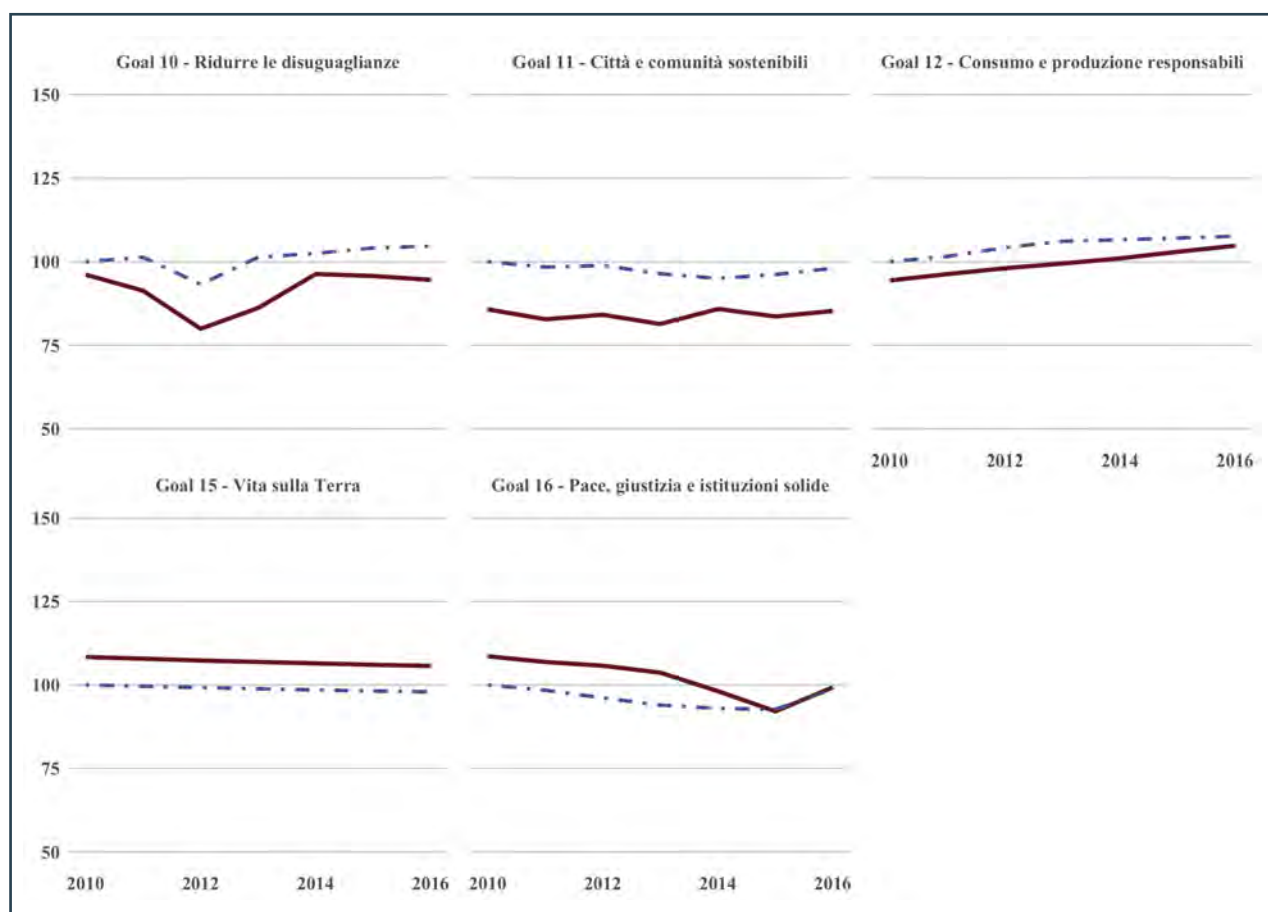 Goal 10 - Ridurre le disuguaglianze
Goal 11 - Città e comunità sostenibili
Goal 12 - Consumo e produzione responsabili
150
125
100
75
50
2010 2012 2014 2016
Goal 15 - Vita sulla Terra
Goal 16 - Pace, giustizia e istituzioni solide
150
125
100
75
50
2010 2012 2014 2016
2010 2012 2014 2016